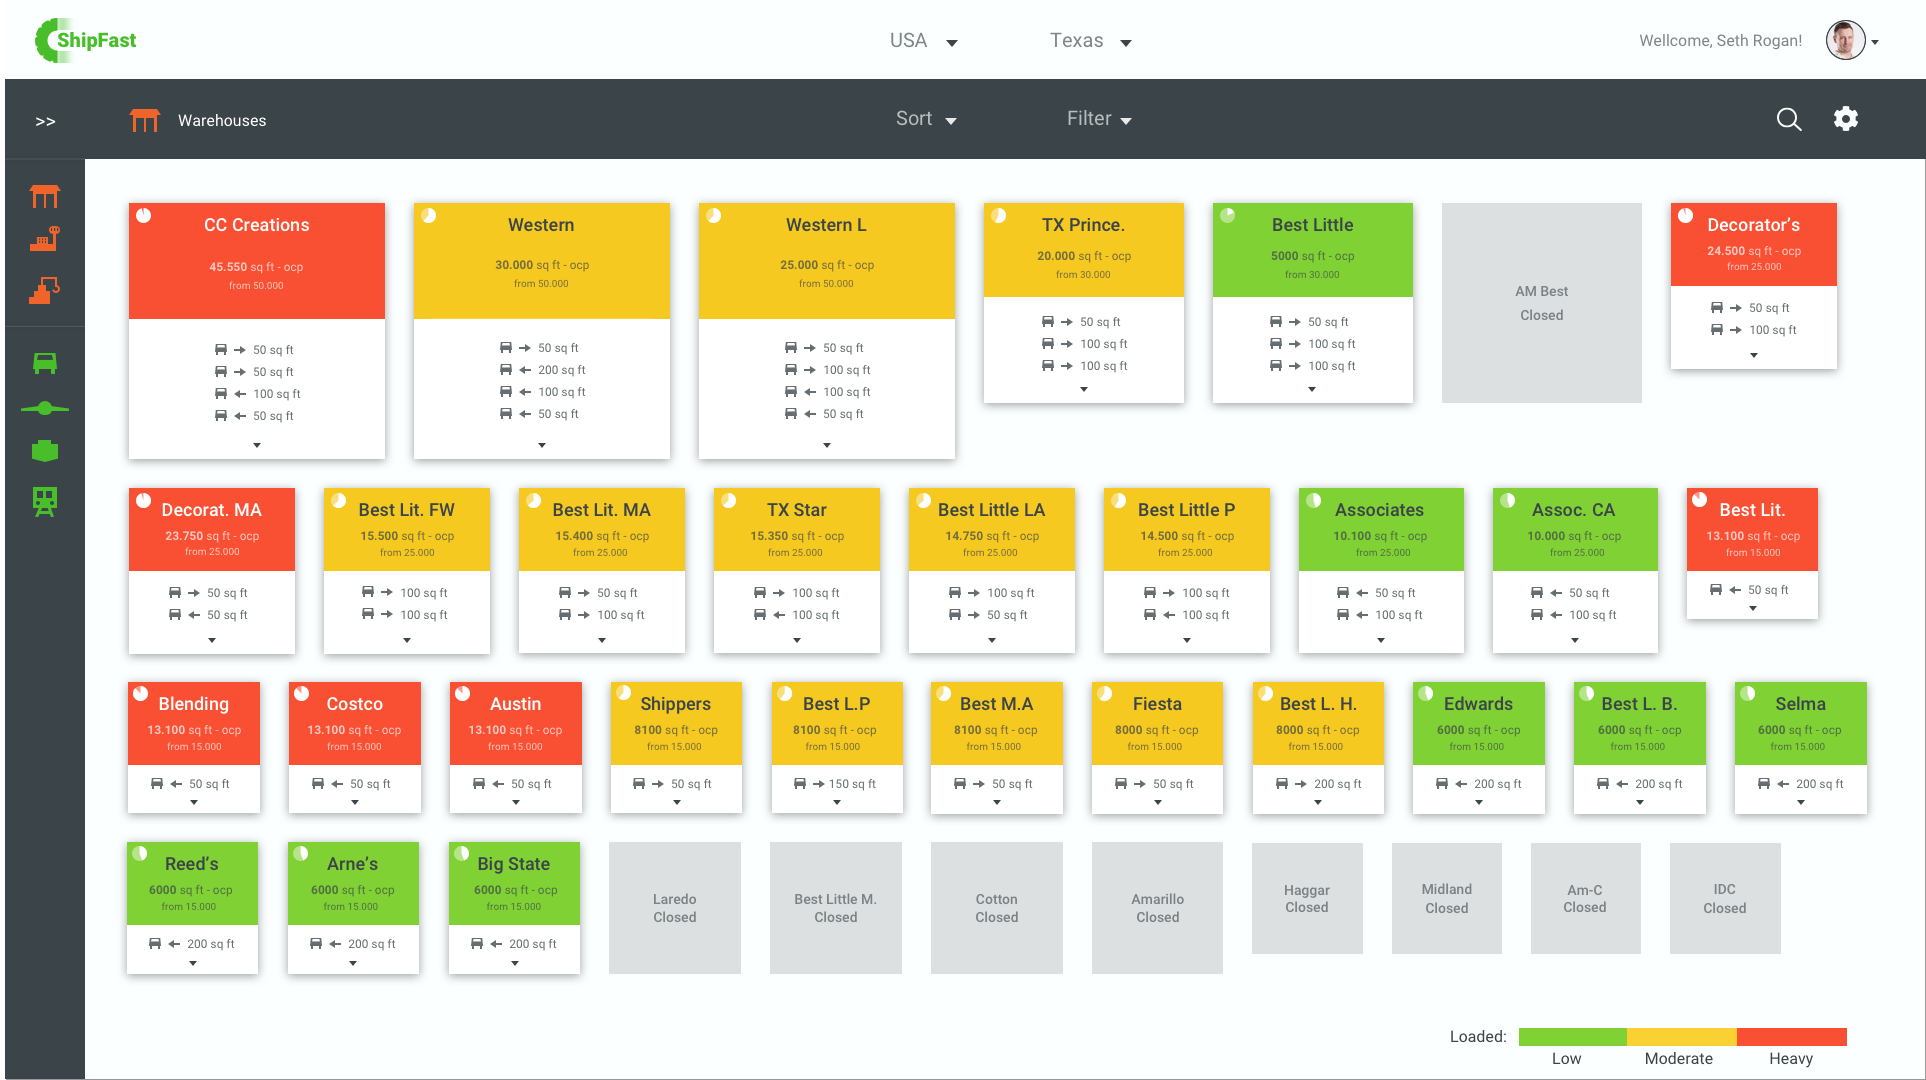 ShipFast
USA
Texas
Wellcome, Seth Rogan!
>>
Warehouses
Sort
Filter
CC Creations
45.550 sq ft - ocp
from 50.000
50 sq ft
50 sq ft
100 sq ft
50 sq ft
Western
30.000 sq ft - ocp
from 50.000
50 sq ft
200 sq ft
100 sq ft
50 sq ft
Western L
25.000 sq ft - ocp
from 50.000
50 sq ft
100 sq ft
100 sq ft
50 sq ft
TX Prince.
20.000 sq ft - ocp
from 30.000
50 sq ft
100 sq ft
100 sq ft
Best Little
5000 sq ft - ocp
from 30.000
50 sq ft
100 sq ft
100 sq ft
AM Best
Closed
Decorator’s
24.500 sq ft - ocp
from 25.000
50 sq ft
100 sq ft
Decorat. MA
23.750 sq ft - ocp
from 25.000
50 sq ft
50 sq ft
Best Lit. FW
15.500 sq ft - ocp
from 25.000
100 sq ft
100 sq ft
Best Lit. MA
15.400 sq ft - ocp
from 25.000
50 sq ft
100 sq ft
TX Star
15.350 sq ft - ocp
from 25.000
100 sq ft
100 sq ft
Best Little LA
14.750 sq ft - ocp
from 25.000
100 sq ft
50 sq ft
Best Little P
14.500 sq ft - ocp
from 25.000
100 sq ft
100 sq ft
Associates
10.100 sq ft - ocp
from 25.000
50 sq ft
100 sq ft
Assoc. CA
10.000 sq ft - ocp
from 25.000
50 sq ft
100 sq ft
Best Lit.
13.100 sq ft - ocp
from 15.000
50 sq ft
Blending
13.100 sq ft - ocp
from 15.000
50 sq ft
Costco
13.100 sq ft - ocp
from 15.000
50 sq ft
Austin
13.100 sq ft - ocp
from 15.000
50 sq ft
Shippers
8100 sq ft - ocp
from 15.000
50 sq ft
Best L.P
8100 sq ft - ocp
from 15.000
150 sq ft
Best M.A
8100 sq ft - ocp
from 15.000
50 sq ft
Fiesta
8000 sq ft - ocp
from 15.000
50 sq ft
Best L. H.
8000 sq ft - ocp
from 15.000
200 sq ft
Edwards
6000 sq ft - ocp
from 15.000
200 sq ft
Best L. B.
6000 sq ft - ocp
from 15.000
200 sq ft
Selma
6000 sq ft - ocp
from 15.000
200 sq ft
Reed’s
6000 sq ft - ocp
from 15.000
200 sq ft
Arne’s
6000 sq ft - ocp
from 15.000
200 sq ft
Big State
6000 sq ft - ocp
from 15.000
200 sq ft
Laredo
Closed
Best Little M.
Closed
Cotton
Closed
Amarillo
Closed
Haggar
Closed
Midland
Closed
Am-C
Closed
IDC
Closed
Loaded:
Low
Moderate
Heavy